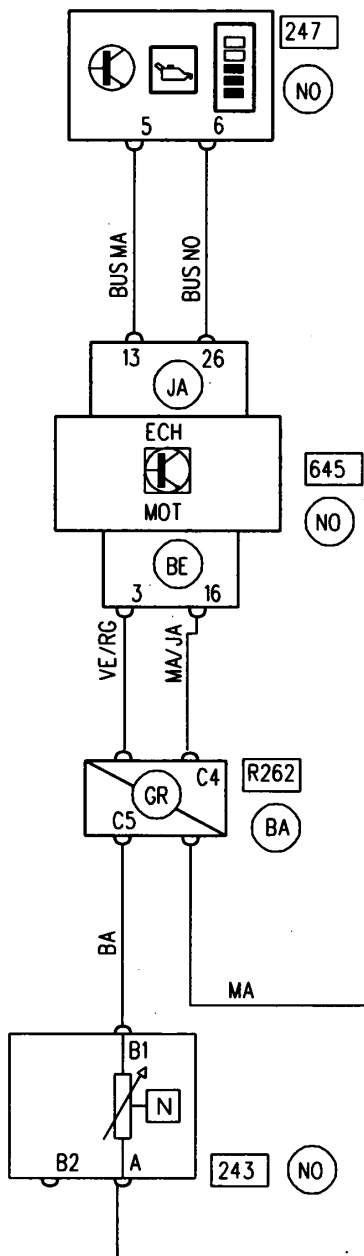 247
NO
5 6
BUS MA
BUS NO
13 26
JA
ECH
MOT
645
NO
BE
3 16
VE/RG
MA/JA
R262
C4
GR
C5
BA
BA
MA
B1
N
B2 A
243 NO